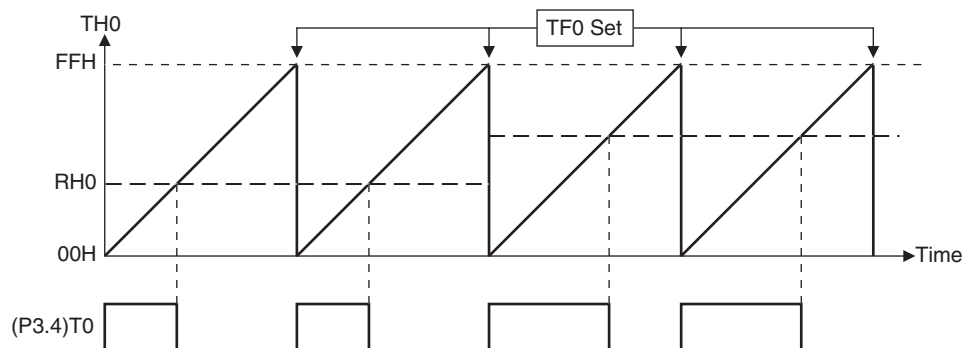 TH0
TF0 Set
FFH
RH0
00H
Time
(P3.4)T0